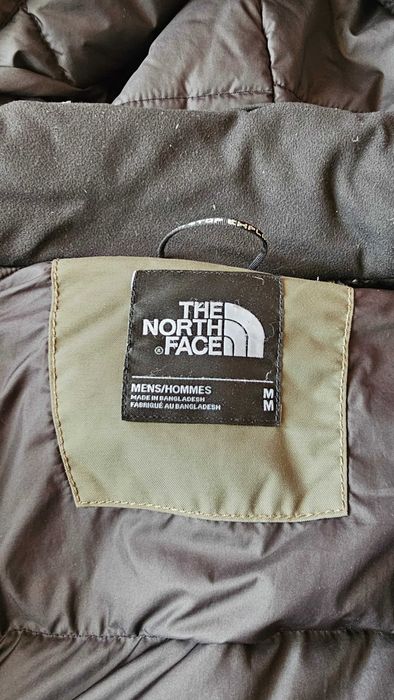 THE
NORTH
FACE
®
MENS/HOMMES M
MADE IN BANGLADESH
FABRIQUÉ AU BANGLADESH M